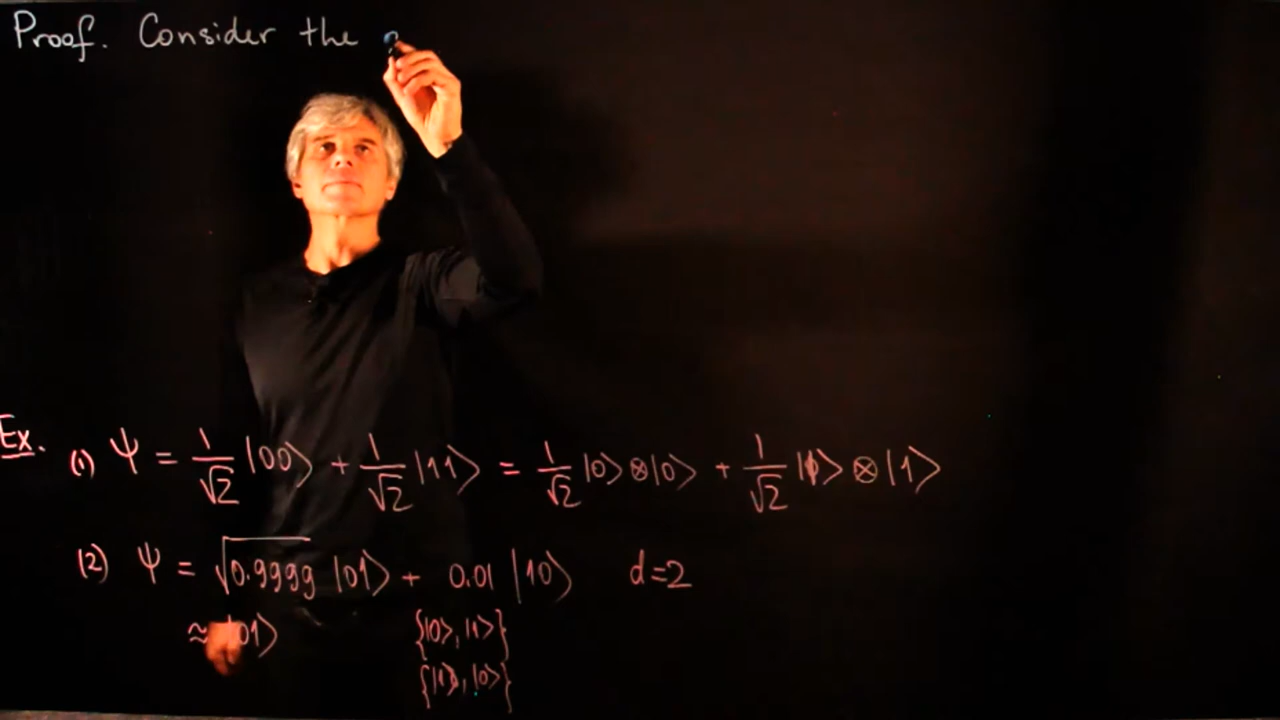 Proof. Consider the
Ex. (1) Ψ = 1/√2 |00⟩ + 1/√2 |11⟩ = 1/√2 |0⟩⊗|0⟩ + 1/√2 |1⟩⊗|1⟩
(2) Ψ = √0.9999 |01⟩ + 0.01 |10⟩ d=2
≈ |01⟩ {|0⟩, |1⟩}
{|1⟩, |0⟩}